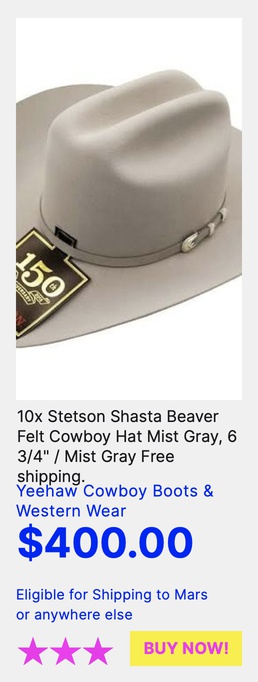 150
10x Stetson Shasta Beaver
Felt Cowboy Hat Mist Gray, 6
3/4" / Mist Gray Free
shipping.
Yeehaw Cowboy Boots &
Western Wear
$400.00
Eligible for Shipping to Mars
or anywhere else
BUY NOW!